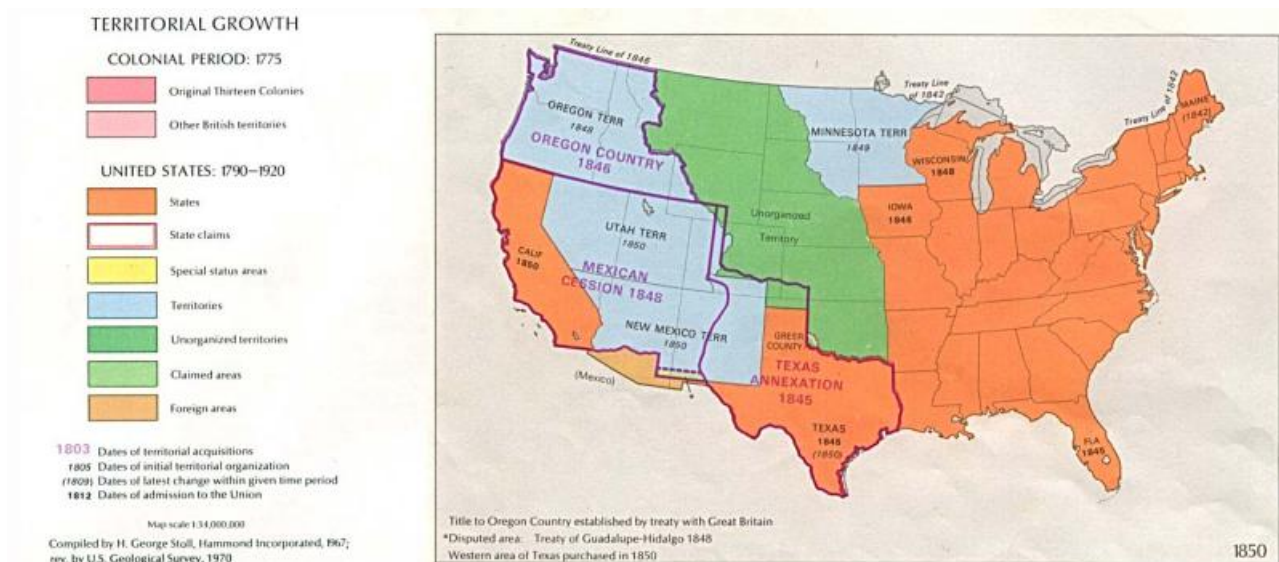 TERRITORIAL GROWTH
COLONIAL PERIOD: 1775
Original Thirteen Colonies
Other British territories
UNITED STATES: 1790–1920
States
State claims
Special status areas
Territories
Unorganized territories
Claimed areas
Foreign areas
1803 Dates of territorial acquisitions
1805 Dates of initial territorial organization
(1809) Dates of latest change within given time period
1812 Dates of admission to the Union
Map scale 1:34,000,000
Compiled by H. George Stoll, Hammond Incorporated, 1967;
rev. by U.S. Geological Survey, 1970
Treaty Line of 1846
OREGON TERR
1848
OREGON COUNTRY
1846
Treaty Line
of 1842
MINNESOTA TERR
1849
Treaty Line of 1842
MAINE
(1842)
WISCONSIN
1848
IOWA
1846
Unorganized
Territory
UTAH TERR
1850
CALIF
1850
MEXICAN
CESSION 1848
NEW MEXICO TERR
1850
GREER
COUNTY
(Mexico)
*
TEXAS
ANNEXATION
1845
TEXAS
(1850)
FLA
Title to Oregon Country established by treaty with Great Britain
*Disputed area: Treaty of Guadalupe-Hidalgo 1848
Western area of Texas purchased in 1850
1850